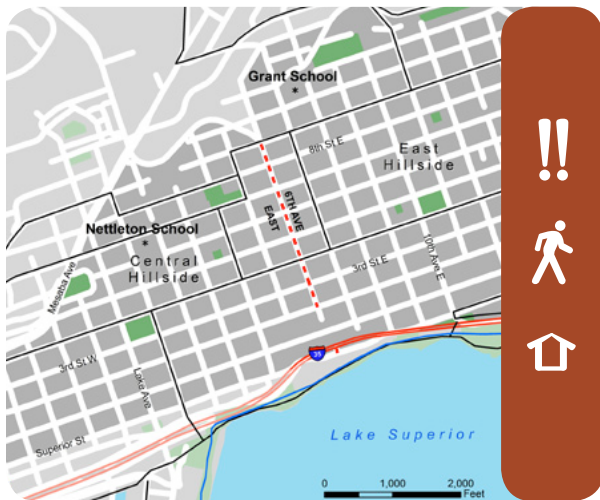 Grant School
*
8th St E
East
Hillside
6TH AVE
EAST
Nettleton School
*
Central
Hillside
3rd St E
10th Ave E
Mesaba Ave
3rd St W
Lake Ave
35
Superior St
Lake Superior
0 1,000 2,000
Feet
!!